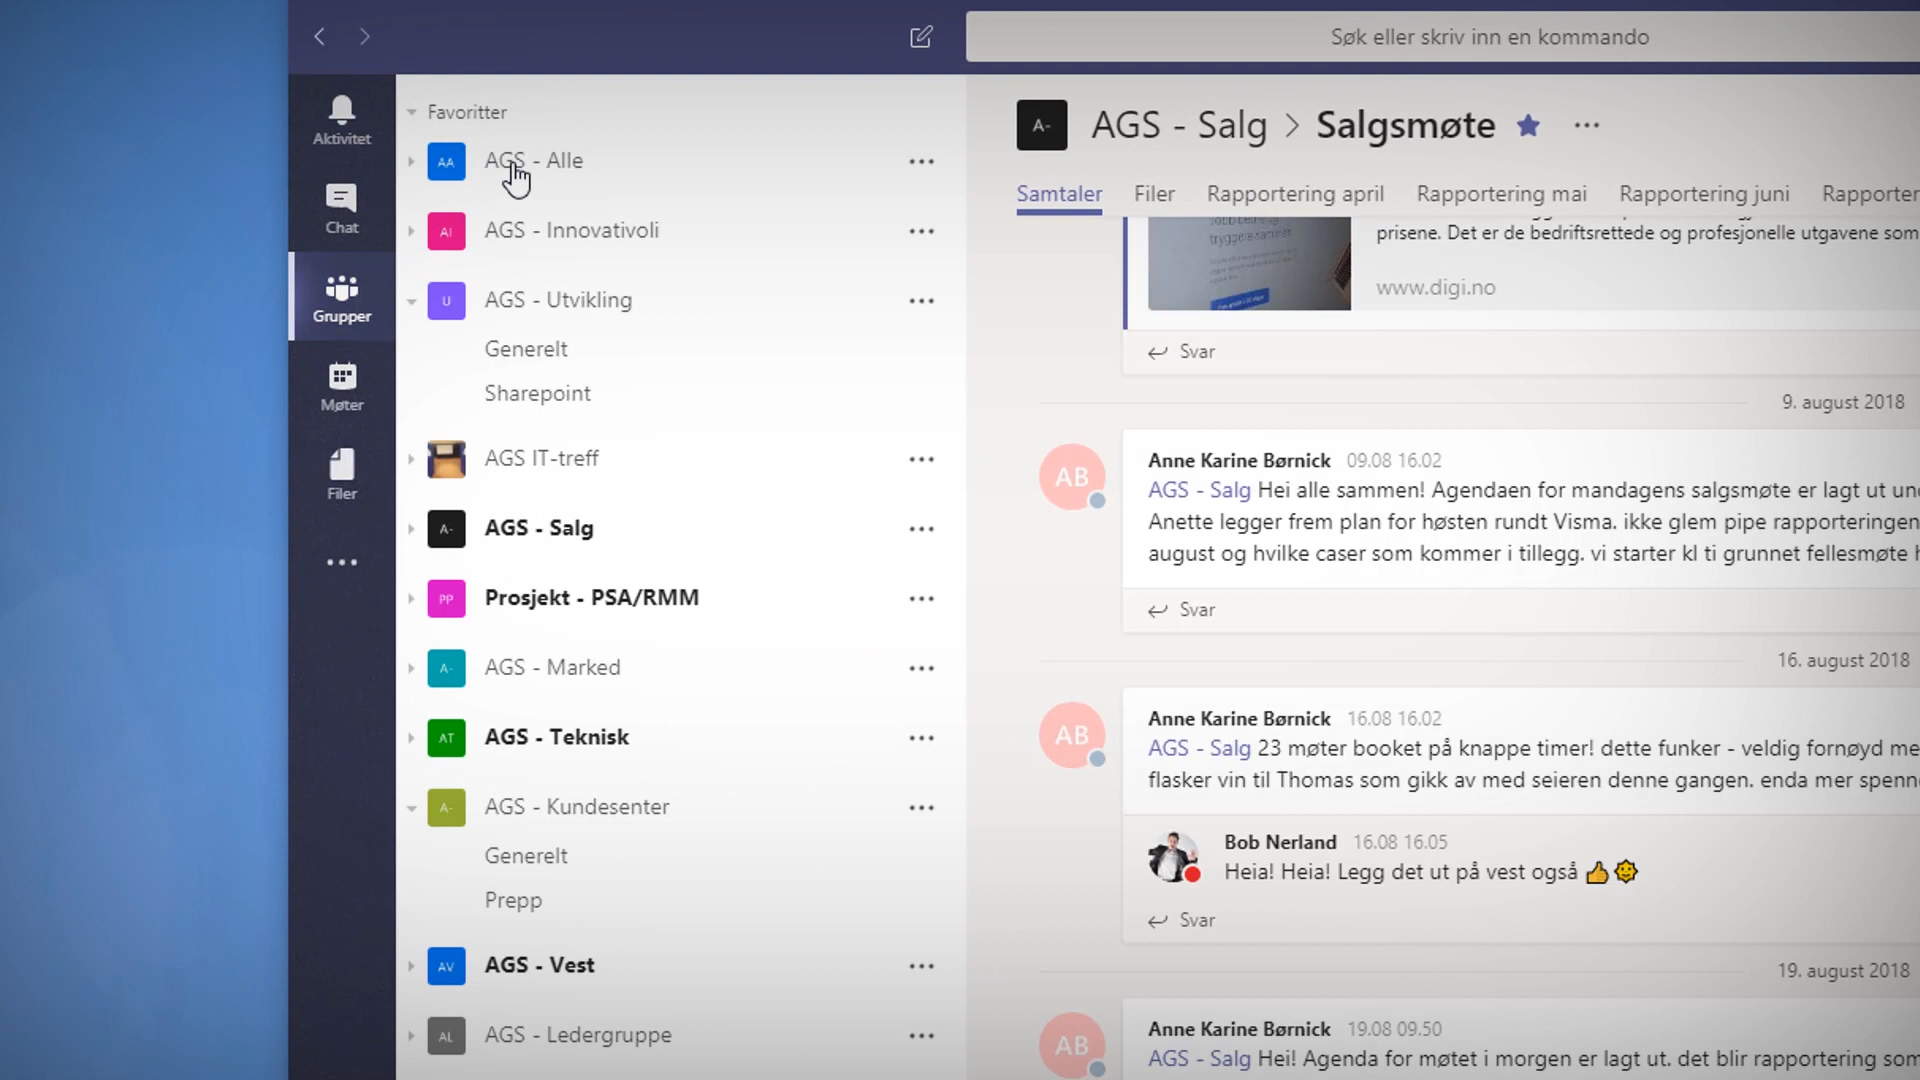 Søk eller skriv inn en kommando
Aktivitet
Chat
Grupper
Møter
Filer
Favoritter
AA AGS - Alle
AI AGS - Innovativoli
U AGS - Utvikling
Generelt
Sharepoint
AGS IT-treff
A- AGS - Salg
PP Prosjekt - PSA/RMM
A- AGS - Marked
AT AGS - Teknisk
A- AGS - Kundesenter
Generelt
Prepp
AV AGS - Vest
AL AGS - Ledergruppe
A- AGS - Salg > Salgsmøte
Samtaler Filer Rapportering april Rapportering mai Rapportering juni Rapporter
tryggere
prisene. Det er de bedriftsrettede og profesjonelle utgavene som
www.digi.no
Svar
9. august 2018
AB
Anne Karine Børnick 09.08 16.02
AGS - Salg Hei alle sammen! Agendaen for mandagens salgsmøte er lagt ut
Anette legger frem plan for høsten rundt Visma. ikke glem pipe rapporteringen
august og hvilke caser som kommer i tillegg. vi starter kl ti grunnet fellesmøte
Svar
16. august 2018
AB
Anne Karine Børnick 16.08 16.02
AGS - Salg 23 møter booket på knappe timer! dette funker - veldig fornøyd
flasker vin til Thomas som gikk av med seieren denne gangen. enda mer
Bob Nerland 16.08 16.05
Heia! Heia! Legg det ut på vest også 👍🌞
Svar
19. august 2018
AB
Anne Karine Børnick 19.08 09.50
AGS - Salg Hei! Agenda for møtet i morgen er lagt ut. det blir rapportering som